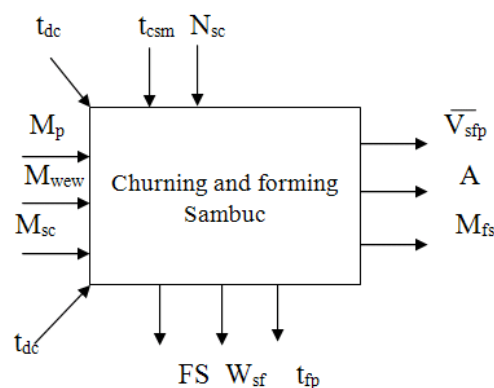 t_dc t_csm N_sc
M_p
M_wew
M_sc
t_dc
Churning and forming
Sambuc
V̅_sfp
A
M_fs
FS W_sf t_fp